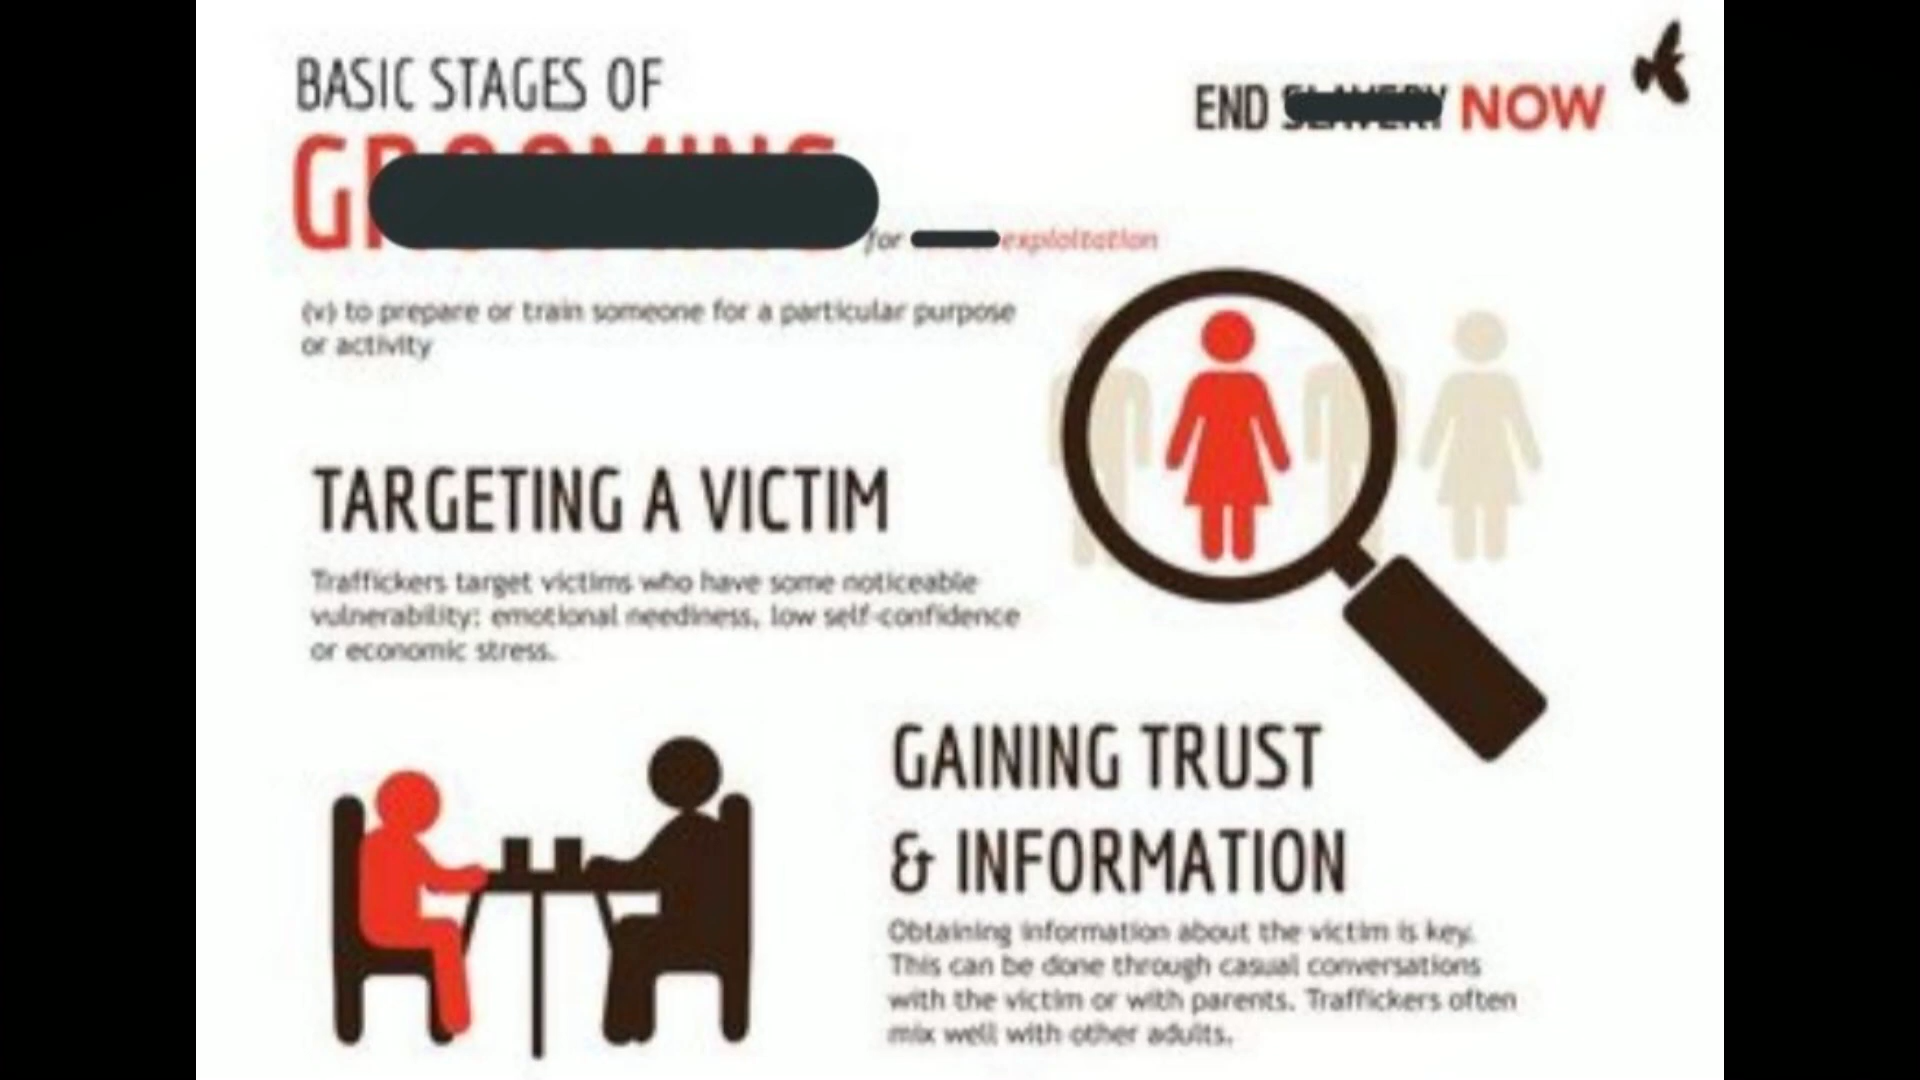 BASIC STAGES OF
END SLAVERY NOW
GROOMING
for exploitation
(v) to prepare or train someone for a particular purpose
or activity
TARGETING A VICTIM
Traffickers target victims who have some noticeable
vulnerability: emotional neediness, low self-confidence
or economic stress.
GAINING TRUST
& INFORMATION
Obtaining information about the victim is key.
This can be done through casual conversations
with the victim or with parents. Traffickers often
mix well with other adults.